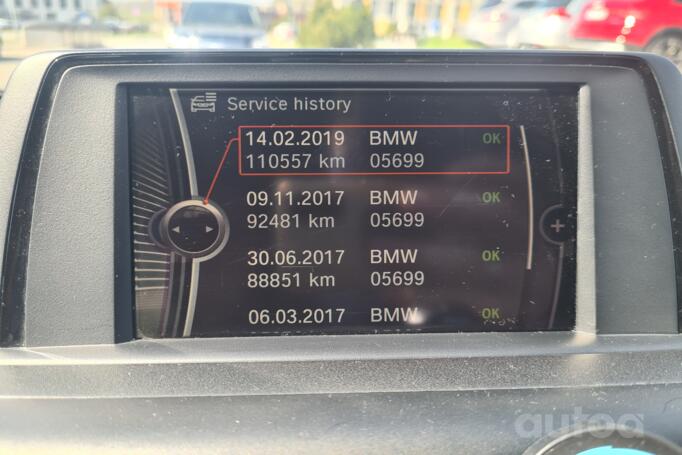 Service history
14.02.2019 BMW OK
110557 km 05699
09.11.2017 BMW OK
92481 km 05699
30.06.2017 BMW OK
88851 km 05699
06.03.2017 BMW OK
autoa